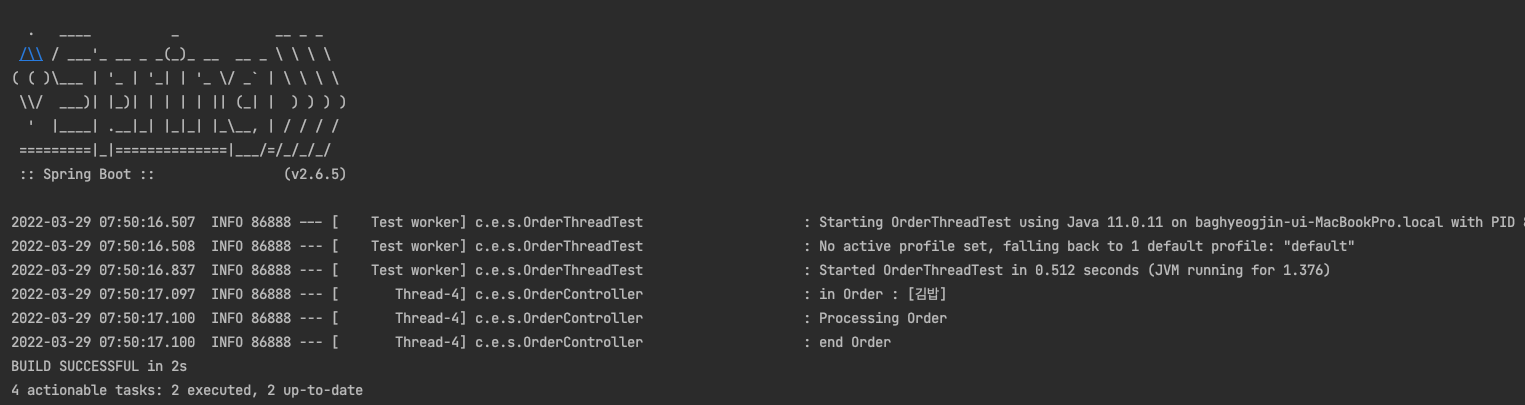 .   ____          _            __ _ _
 /\\ / ___'_ __ _ _(_)_ __  __ _ \ \ \ \
( ( )\___ | '_ | '_| | '_ \/ _` | \ \ \ \
 \\/  ___)| |_)| | | | | || (_| |  ) ) ) )
  '  |____| .__|_| |_|_| |_\__, | / / / /
 =========|_|==============|___/=/_/_/_/
 :: Spring Boot ::                (v2.6.5)
2022-03-29 07:50:16.507  INFO 86888 --- [    Test worker] c.e.s.OrderThreadTest                    : Starting OrderThreadTest using Java 11.0.11 on baghyeogjin-ui-MacBookPro.local with PID
2022-03-29 07:50:16.508  INFO 86888 --- [    Test worker] c.e.s.OrderThreadTest                    : No active profile set, falling back to 1 default profile: "default"
2022-03-29 07:50:16.837  INFO 86888 --- [    Test worker] c.e.s.OrderThreadTest                    : Started OrderThreadTest in 0.512 seconds (JVM running for 1.376)
2022-03-29 07:50:17.097  INFO 86888 --- [       Thread-4] c.e.s.OrderController                    : in Order : [김밥]
2022-03-29 07:50:17.100  INFO 86888 --- [       Thread-4] c.e.s.OrderController                    : Processing Order
2022-03-29 07:50:17.100  INFO 86888 --- [       Thread-4] c.e.s.OrderController                    : end Order
BUILD SUCCESSFUL in 2s
4 actionable tasks: 2 executed, 2 up-to-date